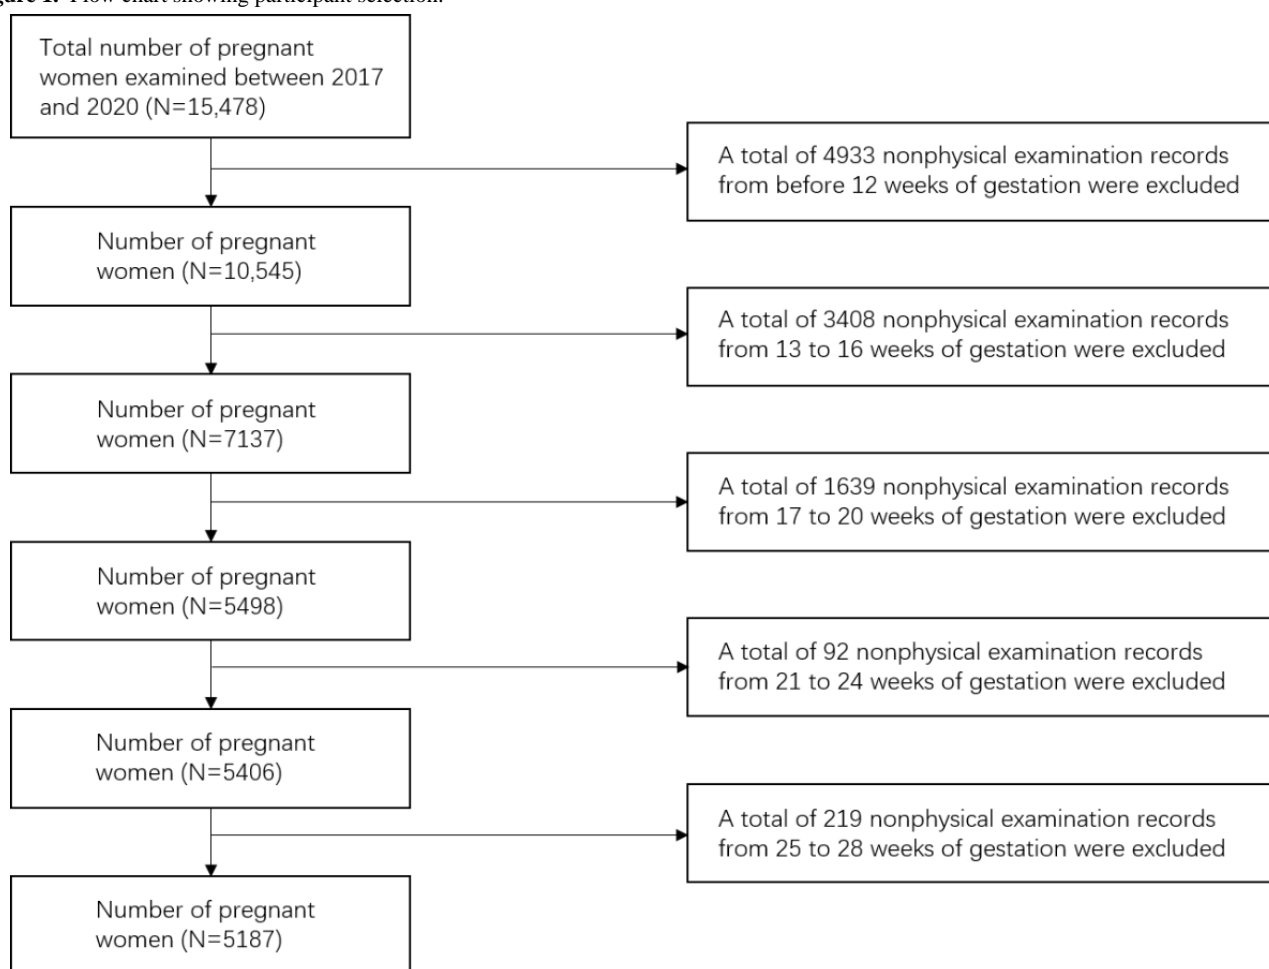 Flow chart showing participant selection.
Total number of pregnant
women examined between 2017
and 2020 (N=15,478)
A total of 4933 nonphysical examination records
from before 12 weeks of gestation were excluded
Number of pregnant
women (N=10,545)
A total of 3408 nonphysical examination records
from 13 to 16 weeks of gestation were excluded
Number of pregnant
women (N=7137)
A total of 1639 nonphysical examination records
from 17 to 20 weeks of gestation were excluded
Number of pregnant
women (N=5498)
A total of 92 nonphysical examination records
from 21 to 24 weeks of gestation were excluded
Number of pregnant
women (N=5406)
A total of 219 nonphysical examination records
from 25 to 28 weeks of gestation were excluded
Number of pregnant
women (N=5187)